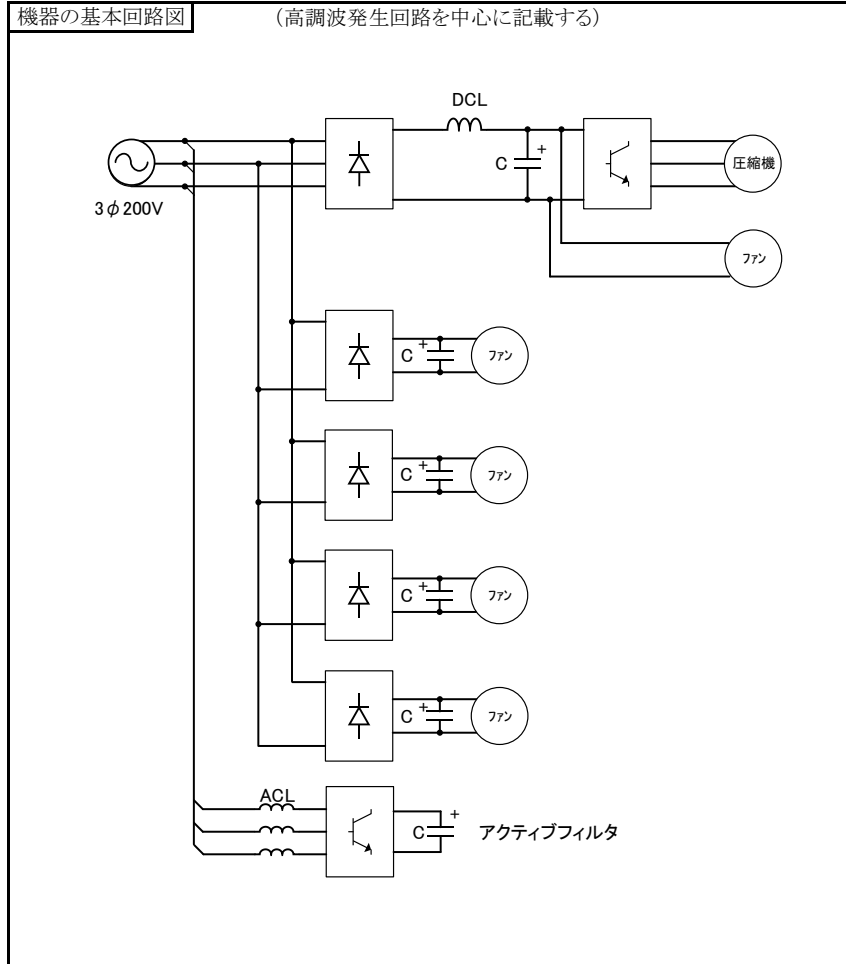 機器の基本回路図
(高調波発生回路を中心に記載する)
DCL
C
+
圧縮機
3φ200V
ファン
C
+
ファン
C
+
ファン
C
+
ファン
C
+
ファン
ACL
C
+
アクティブフィルタ